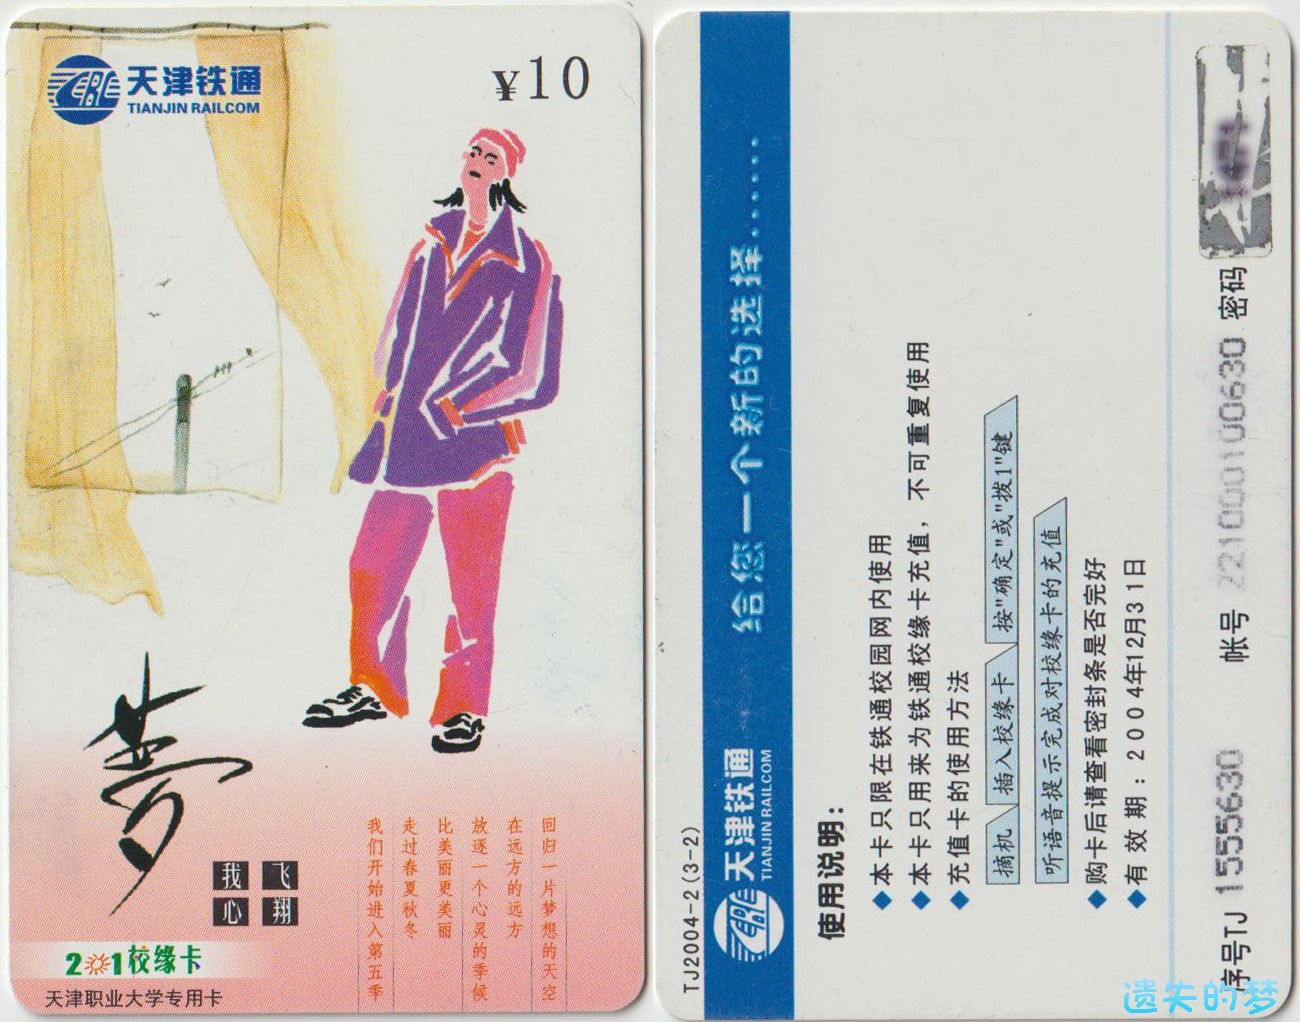 天津铁通
TIANJIN RAILCOM
¥10
梦
我心飞翔
回归一片梦想的天空
在远方的远方
放逐一个心灵的季候
比美丽更美丽
走过春夏秋冬
我们开始进入第五季
201校缘卡
天津职业大学专用卡
TJ2004-2(3-2)
天津铁通
TIANJIN RAILCOM
给您一个新的选择......
使用说明：
◆本卡只限在铁通校园网内使用
◆本卡只用来为铁通校缘卡充值，不可重复使用
◆充值卡的使用方法
摘机 插入校缘卡 按"确定"或"拨1"键
听语音提示完成对校缘卡的充值
◆购卡后请查看密封条是否完好
◆有效期：2004年12月31日
序号TJ 1555630 帐号 221000100630 密码
遗失的梦